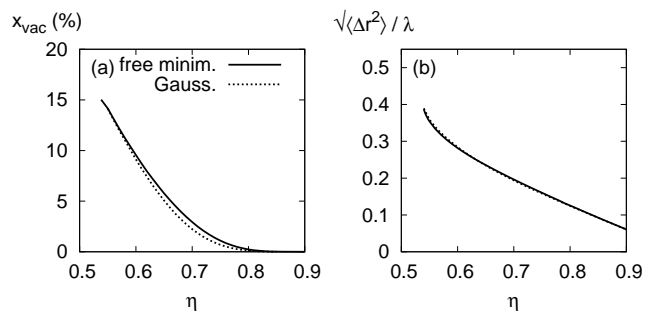 x_vac (%)
20
15
10
5
0
(a)
free minim.
Gauss.
0.5 0.6 0.7 0.8 0.9
η
√⟨Δr²⟩ / λ
0.5
0.4
0.3
0.2
0.1
0
(b)
0.5 0.6 0.7 0.8 0.9
η